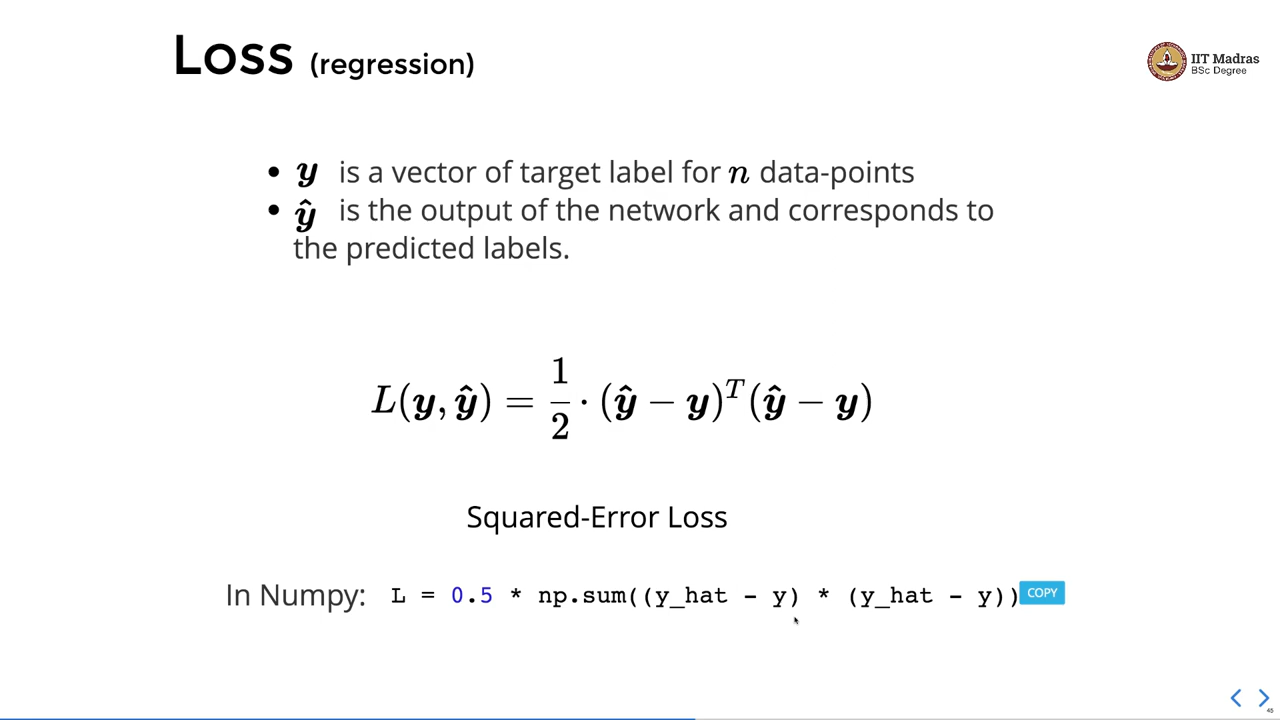 Loss (regression)
IIT Madras
BSc Degree
• y is a vector of target label for n data-points
• ŷ is the output of the network and corresponds to
the predicted labels.
L(y, ŷ) = 1/2 · (ŷ − y)^T (ŷ − y)
Squared-Error Loss
In Numpy: L = 0.5 * np.sum((y_hat - y) * (y_hat - y)) COPY
45